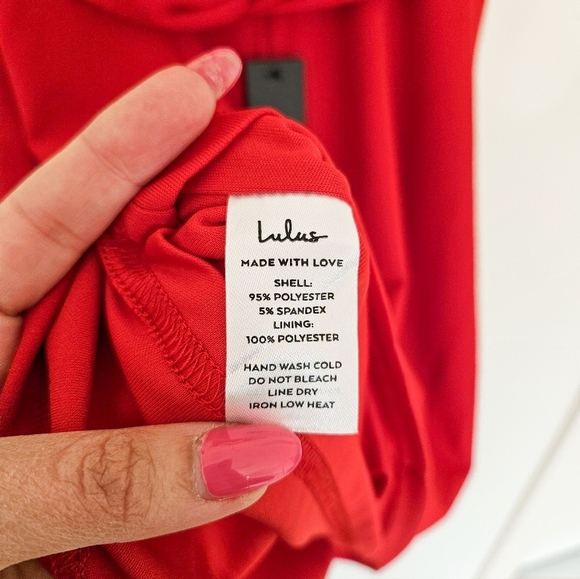 Lulus
MADE WITH LOVE
SHELL:
95% POLYESTER
5% SPANDEX
LINING:
100% POLYESTER
HAND WASH COLD
DO NOT BLEACH
LINE DRY
IRON LOW HEAT